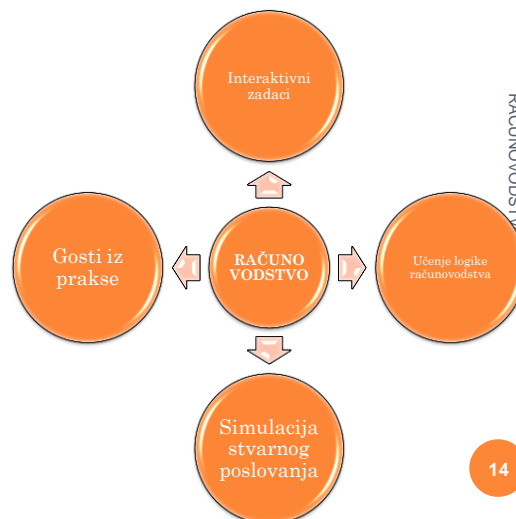 Interaktivni
zadaci
Gosti iz
prakse
RAČUNO
VODSTVO
Učenje logike
računovodstva
Simulacija
stvarnog
poslovanja
14